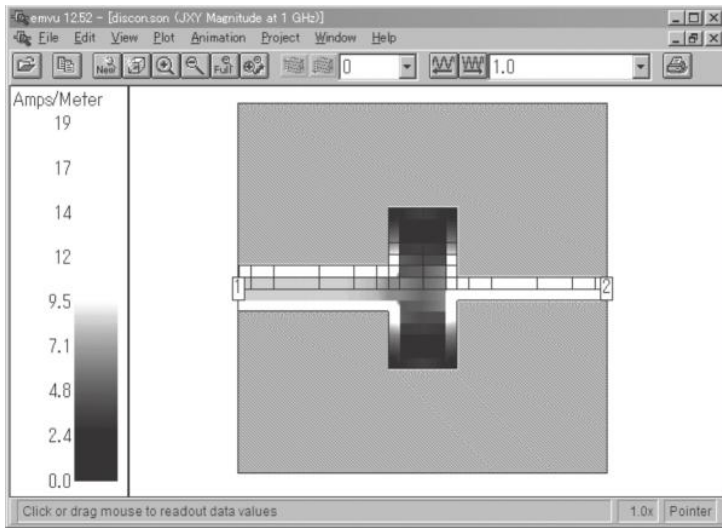 emvu 12.52 - [discon.son (JXY Magnitude at 1 GHz)]
File Edit View Plot Animation Project Window Help
New Full 0 1.0
Amps/Meter
19
17
14
12
9.5
7.1
4.8
2.4
0.0
1
2
Click or drag mouse to readout data values 1.0x Pointer